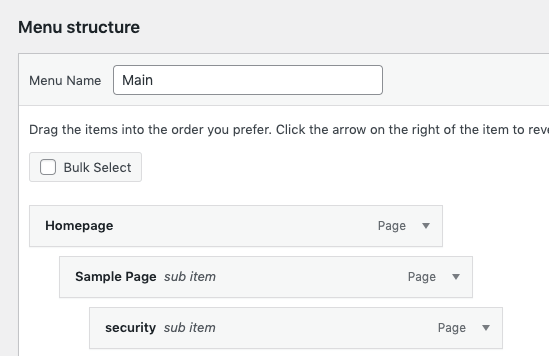 Menu structure
Menu Name Main
Drag the items into the order you prefer. Click the arrow on the right of the item to
Bulk Select
Homepage Page
Sample Page sub item Page
security sub item Page